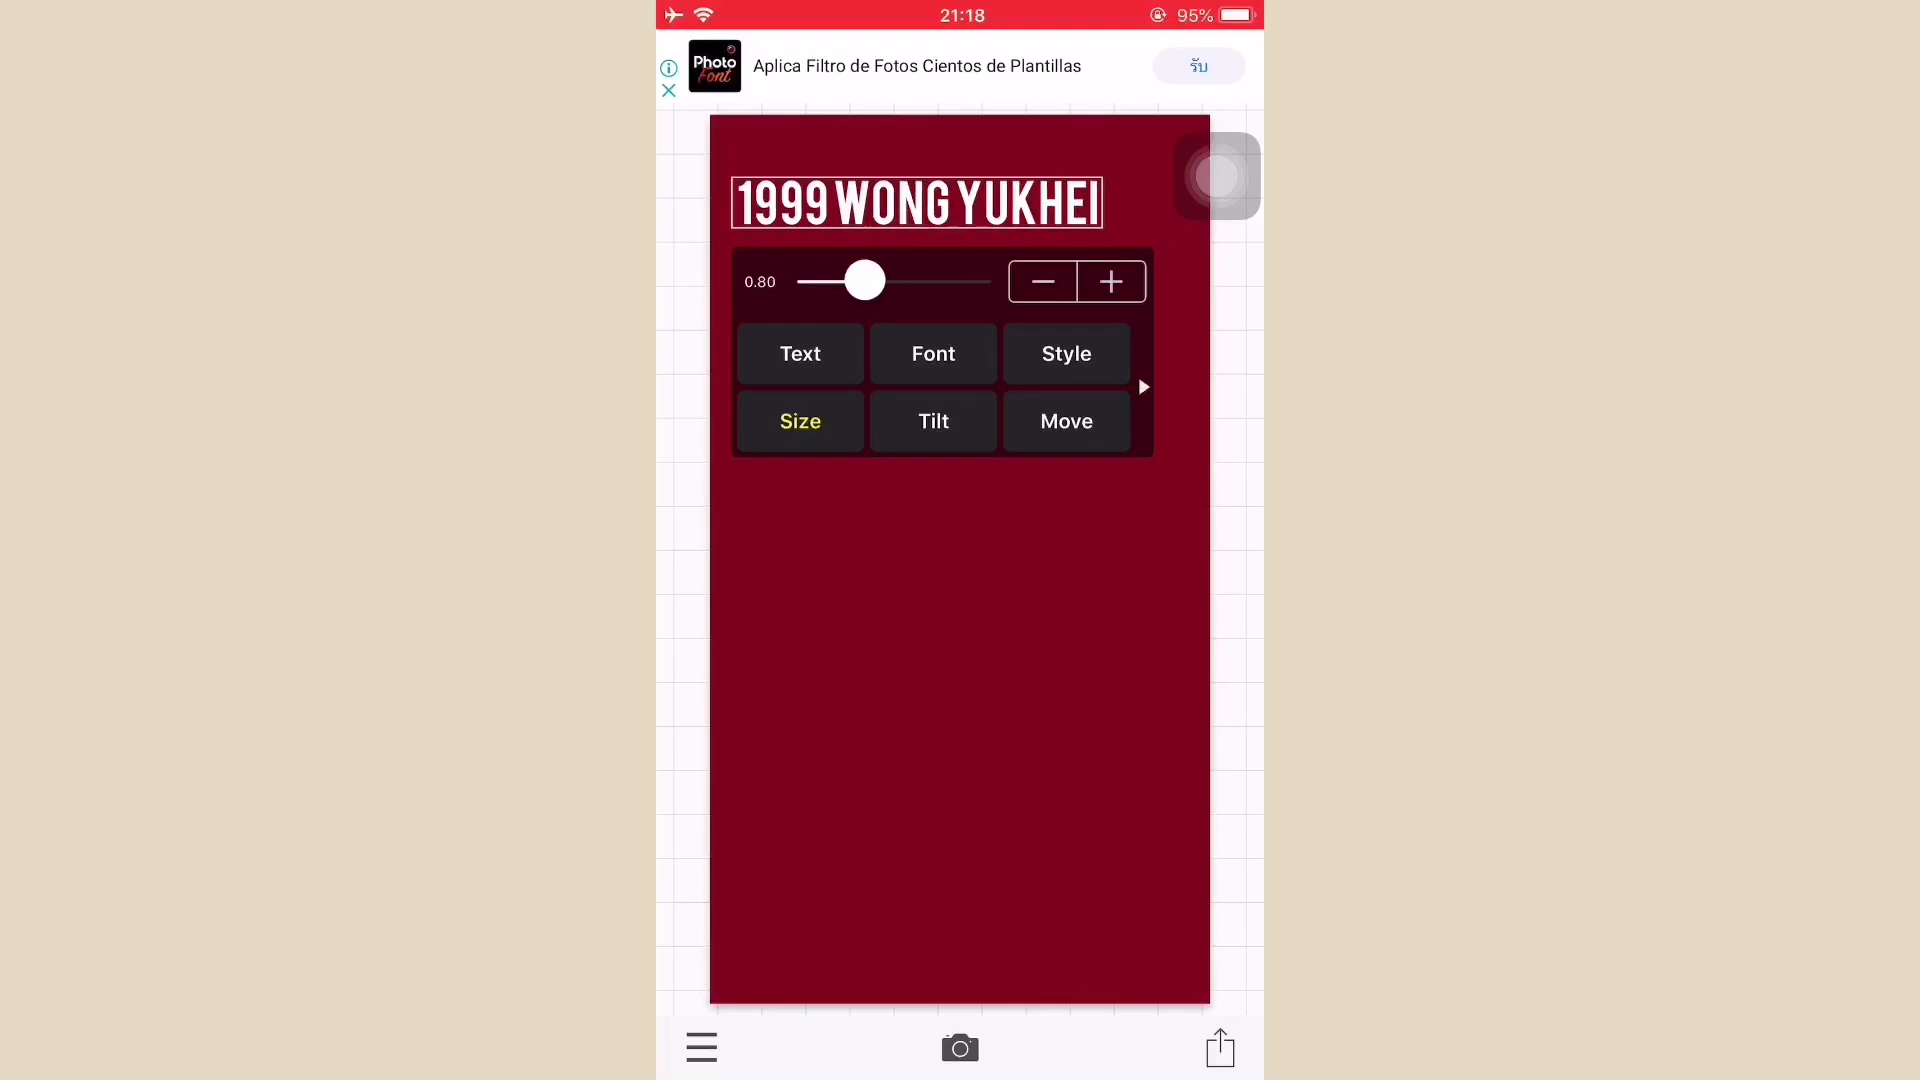 21:18
95%
Photo
Font
Aplica Filtro de Fotos Cientos de Plantillas
รับ
1999 WONG YUKHEI
0.80
Text Font Style
Size Tilt Move